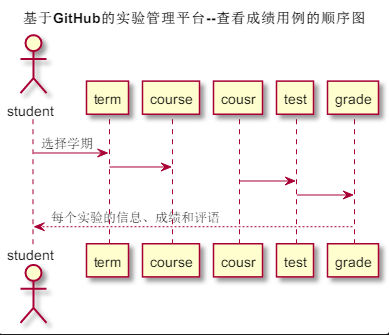 基于GitHub的实验管理平台--查看成绩用例的顺序图
student
term course cousr test grade
选择学期
每个实验的信息、成绩和评语
student
term course cousr test grade